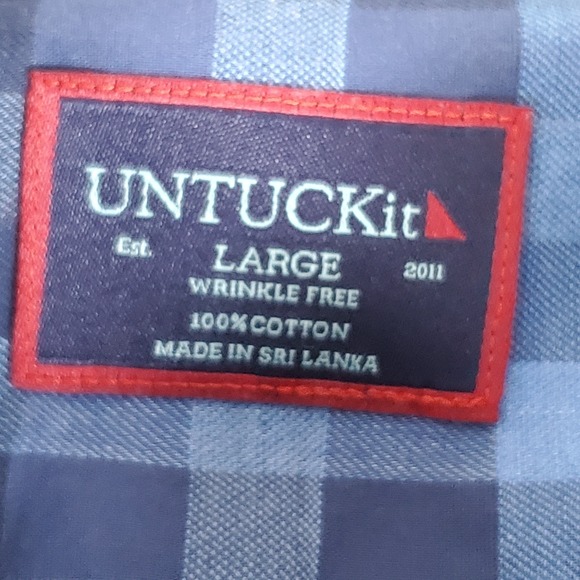 UNTUCKit
Est. LARGE 2011
WRINKLE FREE
100% COTTON
MADE IN SRI LANKA